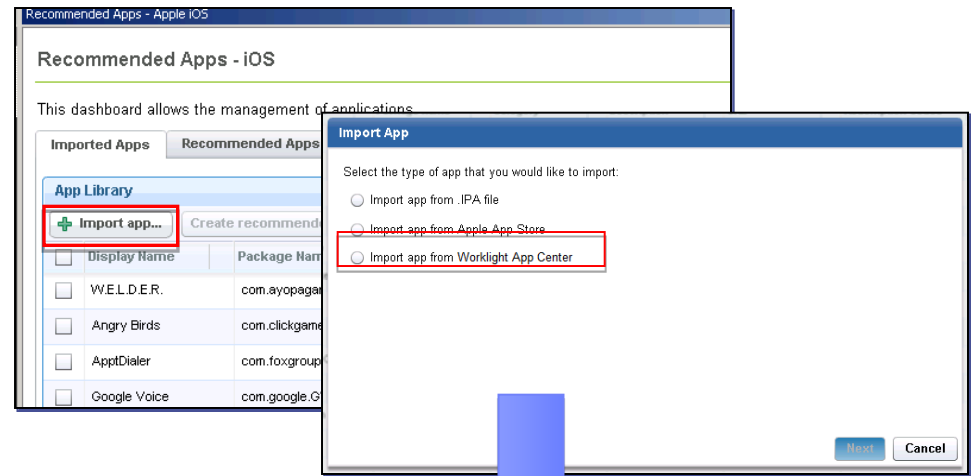 Recommended Apps - Apple iOS
Recommended Apps - iOS
This dashboard allows the management of applications
Imported Apps
Recommended Apps
App Library
Import app...
Create recommende
Display Name
Package Nam
W.E.L.D.E.R.
com.ayopagar
Angry Birds
com.clickgame
ApptDialer
com.foxgroup
Google Voice
com.google.G
Import App
Select the type of app that you would like to import:
Import app from .IPA file
Import app from Apple App Store
Import app from Worklight App Center
Next
Cancel